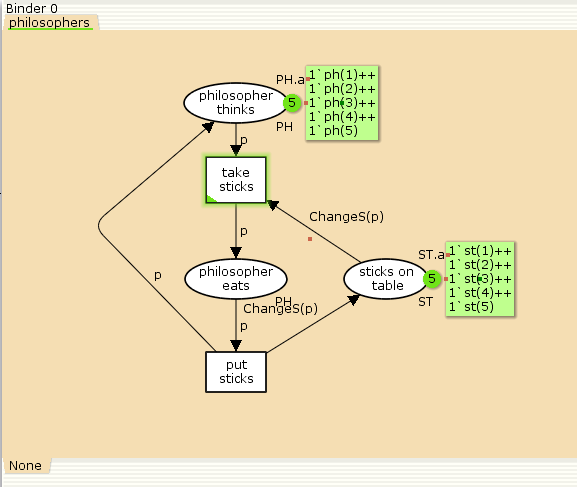 Binder 0
philosophers
PH.a
philosopher
thinks
5
1`ph(1)++
1`ph(2)++
1`ph(3)++
1`ph(4)++
1`ph(5)
PH
p
take
sticks
ChangeS(p)
p
ST.a
philosopher
eats
sticks on
table
5
1`st(1)++
1`st(2)++
1`st(3)++
1`st(4)++
1`st(5)
p
PH
ST
ChangeS(p)
p
put
sticks
None